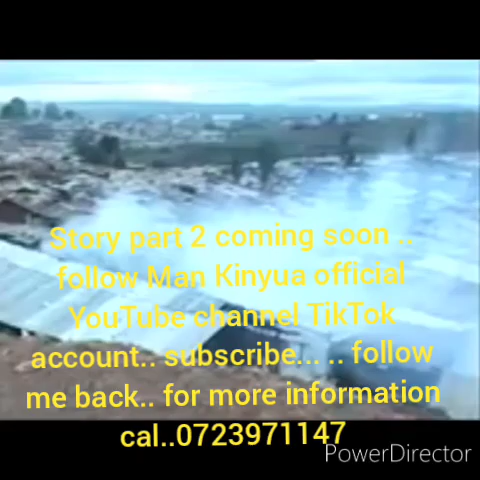 Story part 2 coming soon ..
follow Man Kinyua official
YouTube channel TikTok
account.. subscribe... .. follow
me back.. for more information
cal..0723971147
PowerDirector